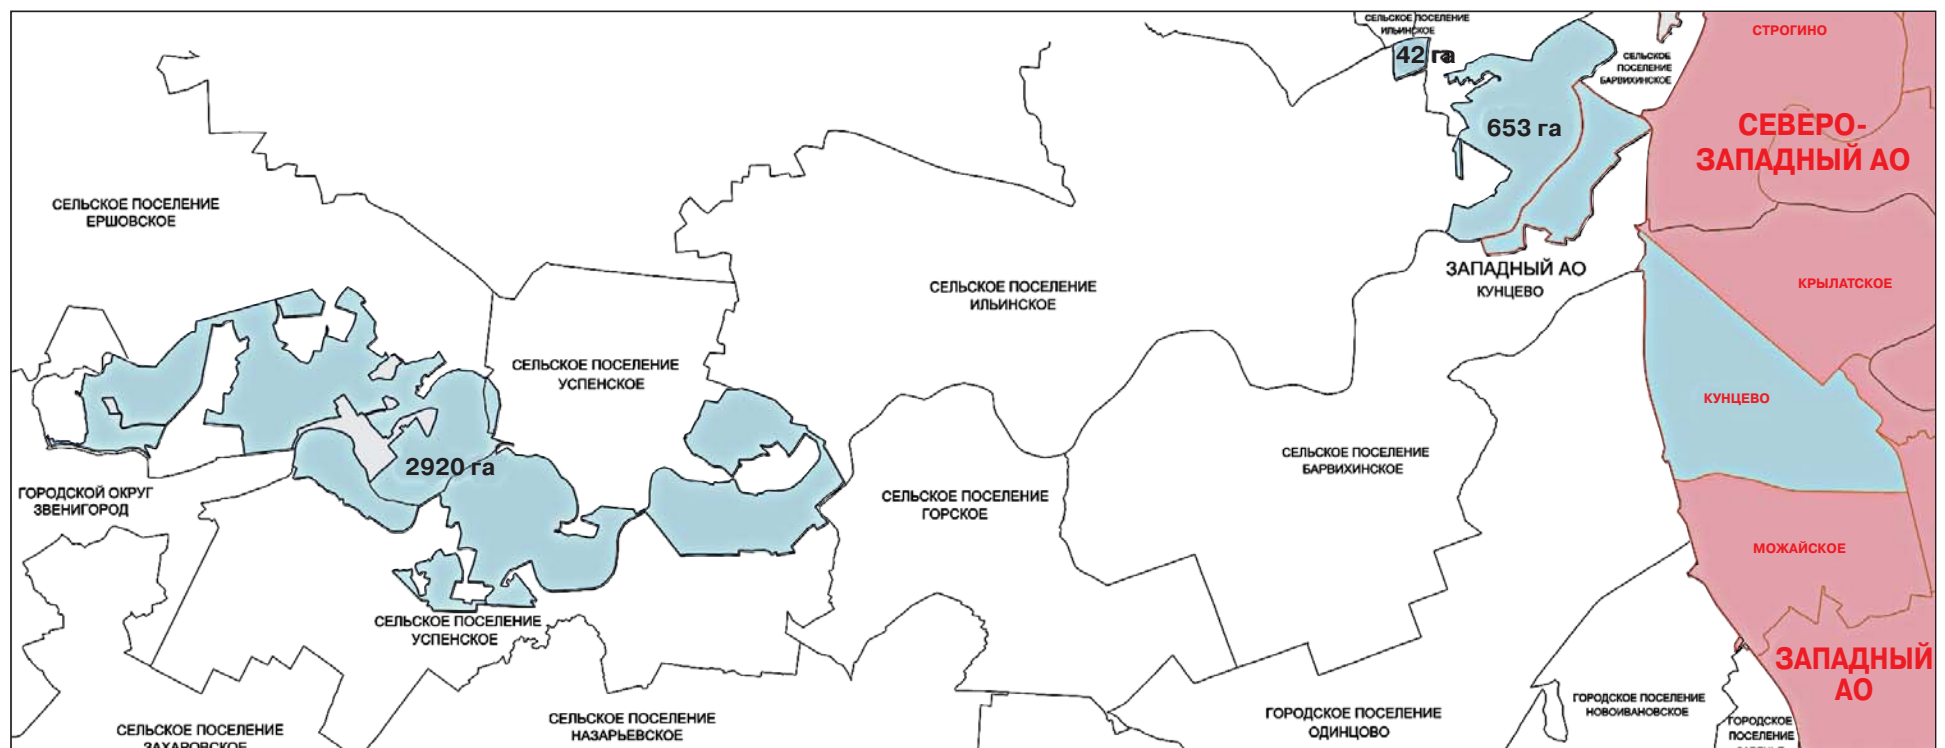 СЕЛЬСКОЕ ПОСЕЛЕНИЕ
ИЛЬИНСКОЕ
42 га
СЕЛЬСКОЕ
ПОСЕЛЕНИЕ
БАРВИХИНСКОЕ
СТРОГИНО
653 га
СЕВЕРО-
ЗАПАДНЫЙ АО
СЕЛЬСКОЕ ПОСЕЛЕНИЕ
ЕРШОВСКОЕ
СЕЛЬСКОЕ ПОСЕЛЕНИЕ
ИЛЬИНСКОЕ
ЗАПАДНЫЙ АО
КУНЦЕВО
КРЫЛАТСКОЕ
СЕЛЬСКОЕ ПОСЕЛЕНИЕ
УСПЕНСКОЕ
КУНЦЕВО
2920 га
СЕЛЬСКОЕ ПОСЕЛЕНИЕ
БАРВИХИНСКОЕ
ГОРОДСКОЙ ОКРУГ
ЗВЕНИГОРОД
СЕЛЬСКОЕ ПОСЕЛЕНИЕ
ГОРСКОЕ
МОЖАЙСКОЕ
СЕЛЬСКОЕ ПОСЕЛЕНИЕ
УСПЕНСКОЕ
ЗАПАДНЫЙ
АО
СЕЛЬСКОЕ ПОСЕЛЕНИЕ
ЗАХАРОВСКОЕ
СЕЛЬСКОЕ ПОСЕЛЕНИЕ
НАЗАРЬЕВСКОЕ
ГОРОДСКОЕ ПОСЕЛЕНИЕ
ОДИНЦОВО
ГОРОДСКОЕ ПОСЕЛЕНИЕ
НОВОИВАНОВСКОЕ
ГОРОДСКОЕ
ПОСЕЛЕНИЕ